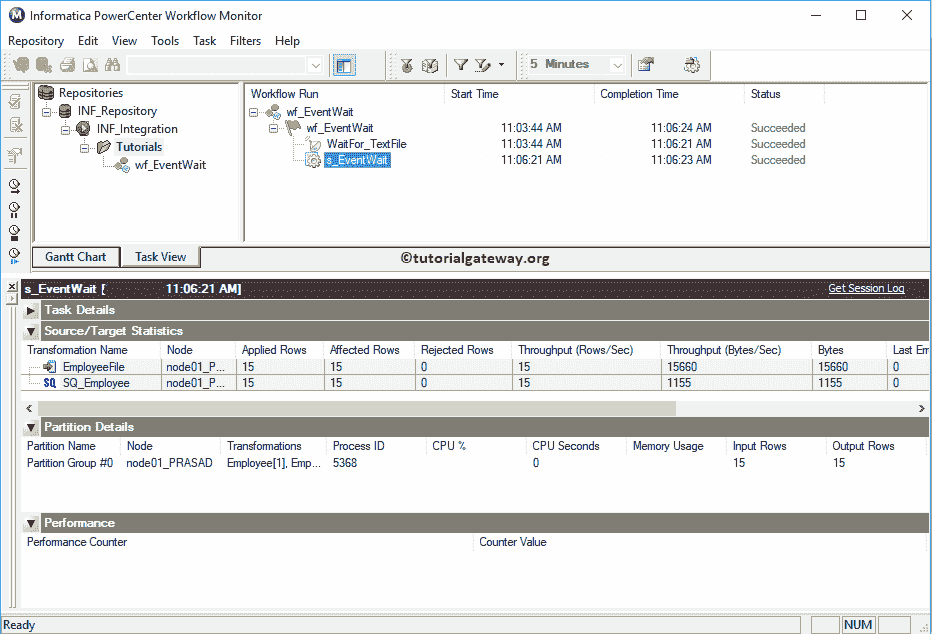 Informatica PowerCenter Workflow Monitor
Repository Edit View Tools Task Filters Help
5 Minutes
Repositories
INF_Repository
INF_Integration
Tutorials
wf_EventWait
Workflow Run Start Time Completion Time Status
wf_EventWait
wf_EventWait 11:03:44 AM 11:06:24 AM Succeeded
WaitFor_TextFile 11:03:44 AM 11:06:21 AM Succeeded
s_EventWait 11:06:21 AM 11:06:23 AM Succeeded
Gantt Chart Task View
©tutorialgateway.org
s_EventWait [ 11:06:21 AM] Get Session Log
Task Details
Source/Target Statistics
Transformation Name Node Applied Rows Affected Rows Rejected Rows Throughput (Rows/Sec) Throughput (Bytes/Sec) Bytes Last Err
EmployeeFile node01_P... 15 15 0 15 15660 15660 0
SQ SQ_Employee node01_P... 15 15 0 15 1155 1155 0
Partition Details
Partition Name Node Transformations Process ID CPU % CPU Seconds Memory Usage Input Rows Output Rows
Partition Group #0 node01_PRASAD Employee[1], Emp... 5368 0 15 15
Performance
Performance Counter Counter Value
Ready NUM